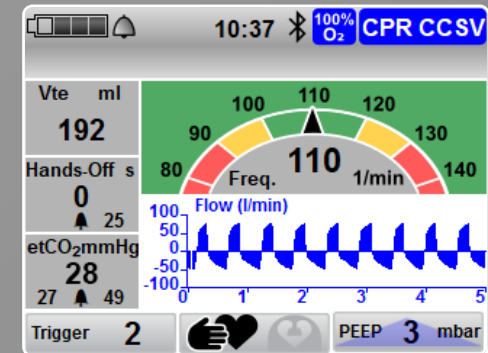 10:37 100% O₂ CPR CCSV
Vte ml
192
Hands-Off s
0
25
etCO₂mmHg
28
27 49
80 90 100 110 120 130 140
Freq. 110 1/min
Flow (l/min)
100
50
0
-50
-100
0 1' 2' 3' 4' 5
Trigger 2
PEEP 3 mbar